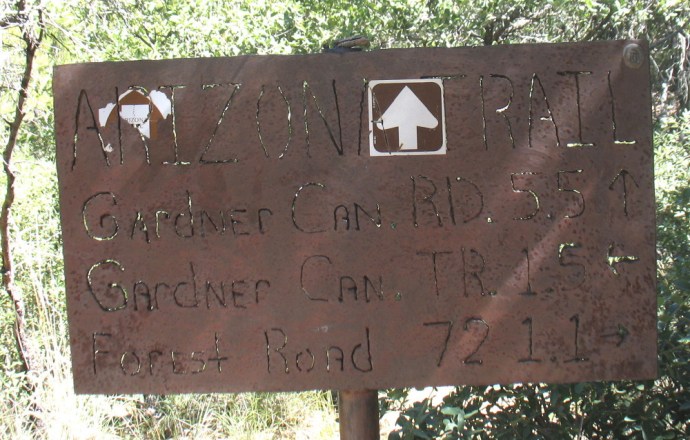 ARIZONA TRAIL
Gardner CAN. RD. 5.5 ↑
Gardner CAN. TR. 1.5 ←
Forest Road 72 1.1 →